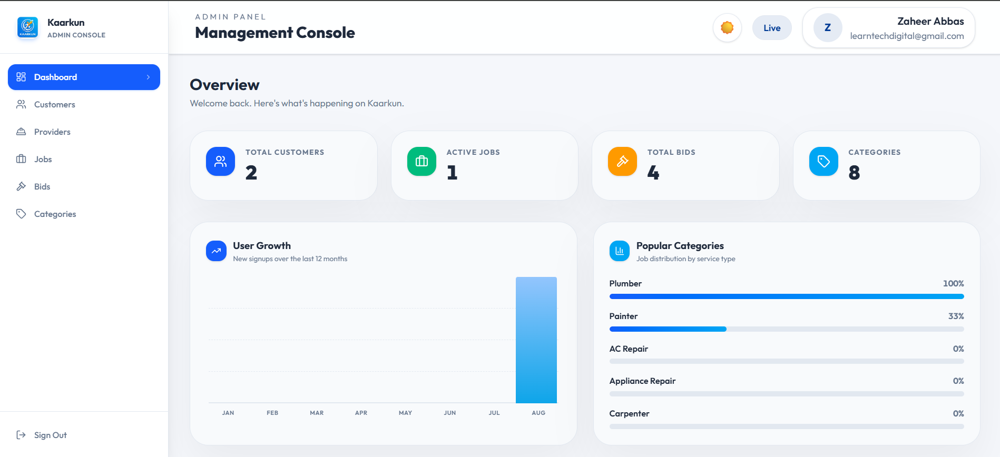 KAARKUN
Kaarkun
ADMIN CONSOLE
Dashboard
Customers
Providers
Jobs
Bids
Categories
Sign Out
ADMIN PANEL
Management Console
Live
Z
Zaheer Abbas
learntechdigital@gmail.com
Overview
Welcome back. Here's what's happening on Kaarkun.
TOTAL CUSTOMERS
2
ACTIVE JOBS
1
TOTAL BIDS
4
CATEGORIES
8
User Growth
New signups over the last 12 months
JAN FEB MAR APR MAY JUN JUL AUG
Popular Categories
Job distribution by service type
Plumber 100%
Painter 33%
AC Repair 0%
Appliance Repair 0%
Carpenter 0%